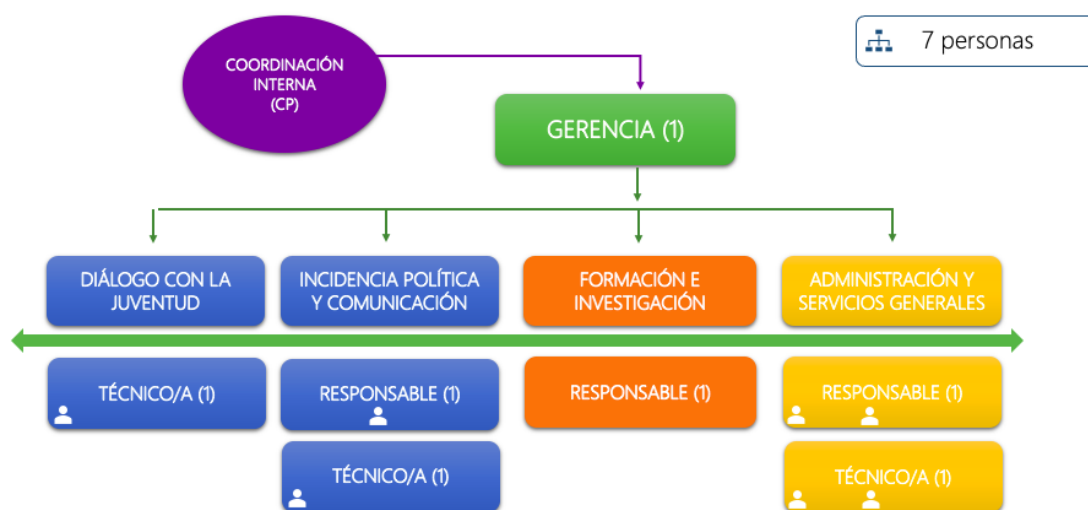 COORDINACIÓN
INTERNA
(CP)
7 personas
GERENCIA (1)
DIÁLOGO CON LA
JUVENTUD
INCIDENCIA POLÍTICA
Y COMUNICACIÓN
FORMACIÓN E
INVESTIGACIÓN
ADMINISTRACIÓN Y
SERVICIOS GENERALES
TÉCNICO/A (1)
RESPONSABLE (1)
RESPONSABLE (1)
RESPONSABLE (1)
TÉCNICO/A (1)
TÉCNICO/A (1)